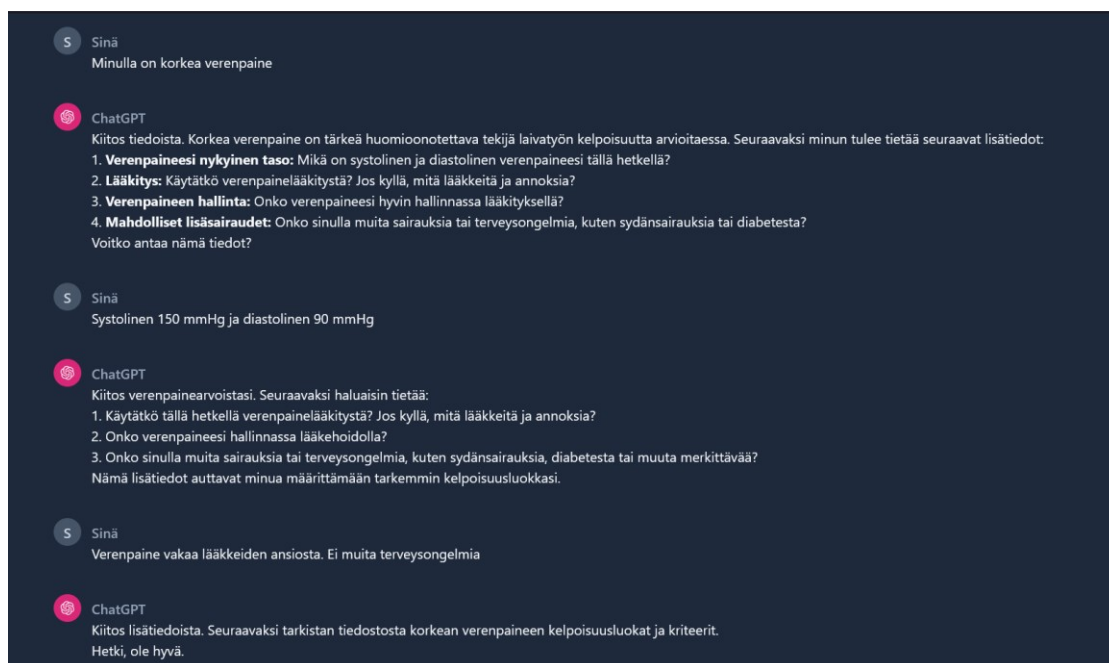 S Sinä
Minulla on korkea verenpaine
ChatGPT
Kiitos tiedoista. Korkea verenpaine on tärkeä huomioonotettava tekijä laivatyön kelpoisuutta arvioitaessa. Seuraavaksi minun tulee tietää seuraavat lisätiedot:
1. Verenpaineesi nykyinen taso: Mikä on systolinen ja diastolinen verenpaineesi tällä hetkellä?
2. Lääkitys: Käytätkö verenpainelääkitystä? Jos kyllä, mitä lääkkeitä ja annoksia?
3. Verenpaineen hallinta: Onko verenpaineesi hyvin hallinnassa lääkityksellä?
4. Mahdolliset lisäsairaudet: Onko sinulla muita sairauksia tai terveysongelmia, kuten sydänsairauksia tai diabetesta?
Voitko antaa nämä tiedot?
S Sinä
Systolinen 150 mmHg ja diastolinen 90 mmHg
ChatGPT
Kiitos verenpainearvoistasi. Seuraavaksi haluaisin tietää:
1. Käytätkö tällä hetkellä verenpainelääkitystä? Jos kyllä, mitä lääkkeitä ja annoksia?
2. Onko verenpaineesi hallinnassa lääkehoidolla?
3. Onko sinulla muita sairauksia tai terveysongelmia, kuten sydänsairauksia, diabetesta tai muuta merkittävää?
Nämä lisätiedot auttavat minua määrittämään tarkemmin kelpoisuusluokkasi.
S Sinä
Verenpaine vakaa lääkkeiden ansiosta. Ei muita terveysongelmia
ChatGPT
Kiitos lisätiedoista. Seuraavaksi tarkistan tiedostosta korkean verenpaineen kelpoisuusluokat ja kriteerit.
Hetki, ole hyvä.